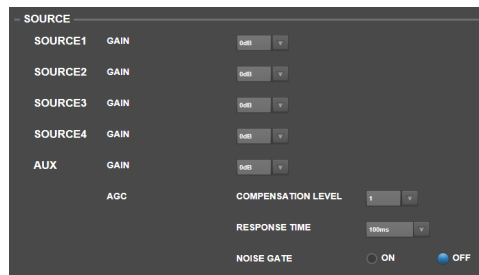 SOURCE
SOURCE1 GAIN 0dB
SOURCE2 GAIN 0dB
SOURCE3 GAIN 0dB
SOURCE4 GAIN 0dB
AUX GAIN 0dB
AGC COMPENSATION LEVEL 1
RESPONSE TIME 100ms
NOISE GATE ON OFF